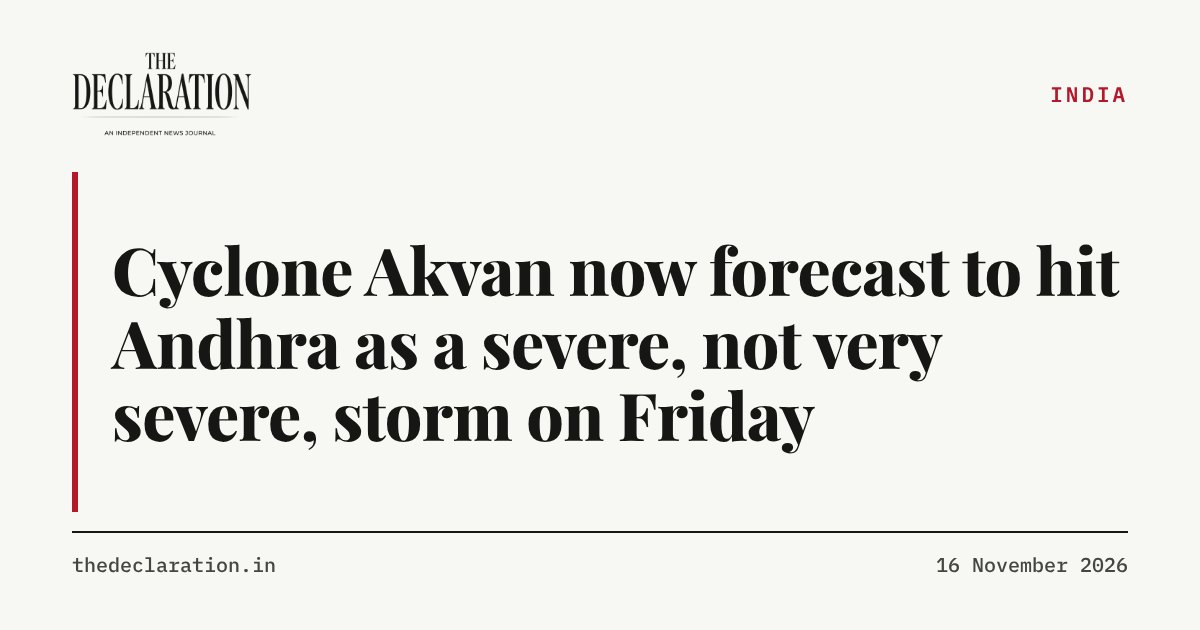 THE
DECLARATION
AN INDEPENDENT NEWS JOURNAL
INDIA
Cyclone Akvan now forecast to hit
Andhra as a severe, not very
severe, storm on Friday
thedeclaration.in
16 November 2026